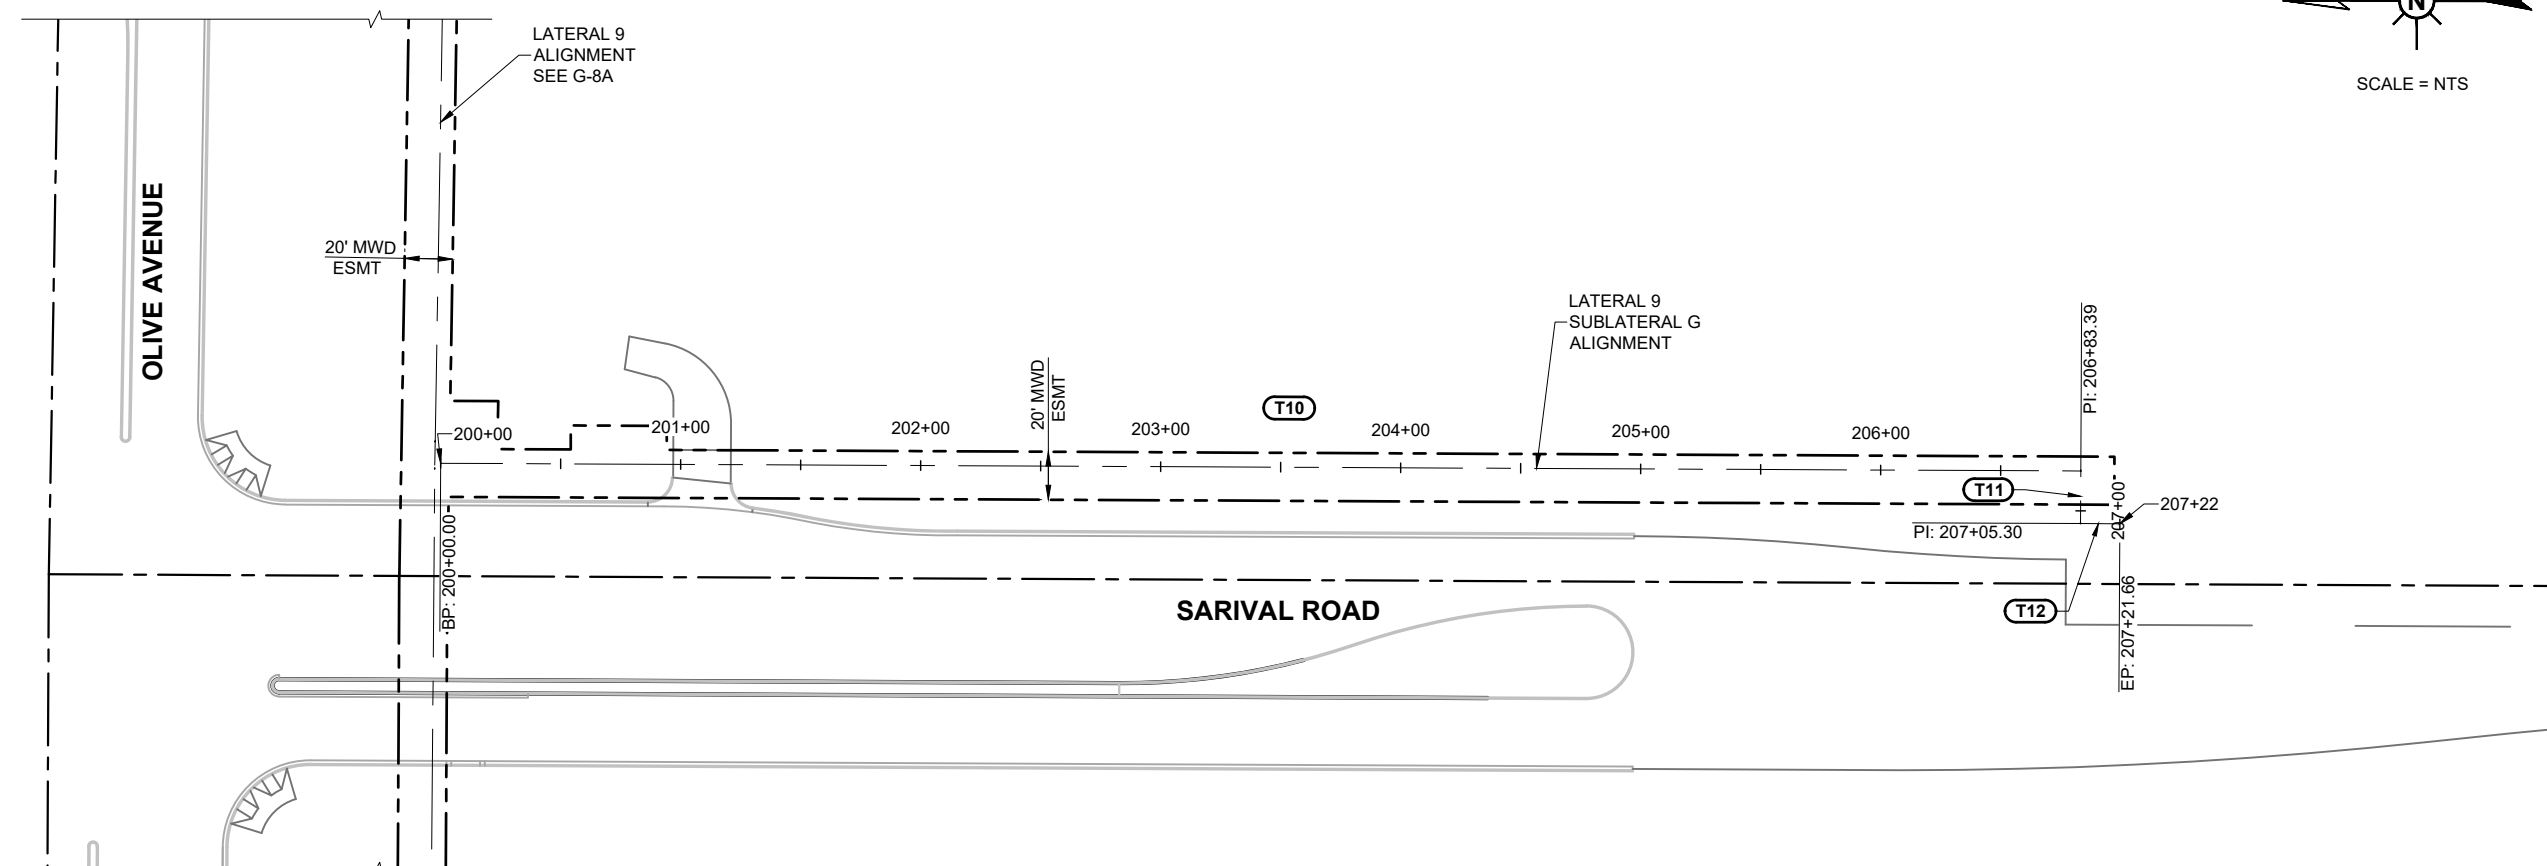 LATERAL 9
ALIGNMENT
SEE G-8A
N
SCALE = NTS
OLIVE AVENUE
20' MWD
ESMT
LATERAL 9
SUBLATERAL G
ALIGNMENT
PI: 206+83.39
20' MWD
ESMT
T10
200+00
201+00
202+00
203+00
204+00
205+00
206+00
T11
207+00
207+22
PI: 207+05.30
BP: 200+00.00
SARIVAL ROAD
T12
EP: 207+21.66